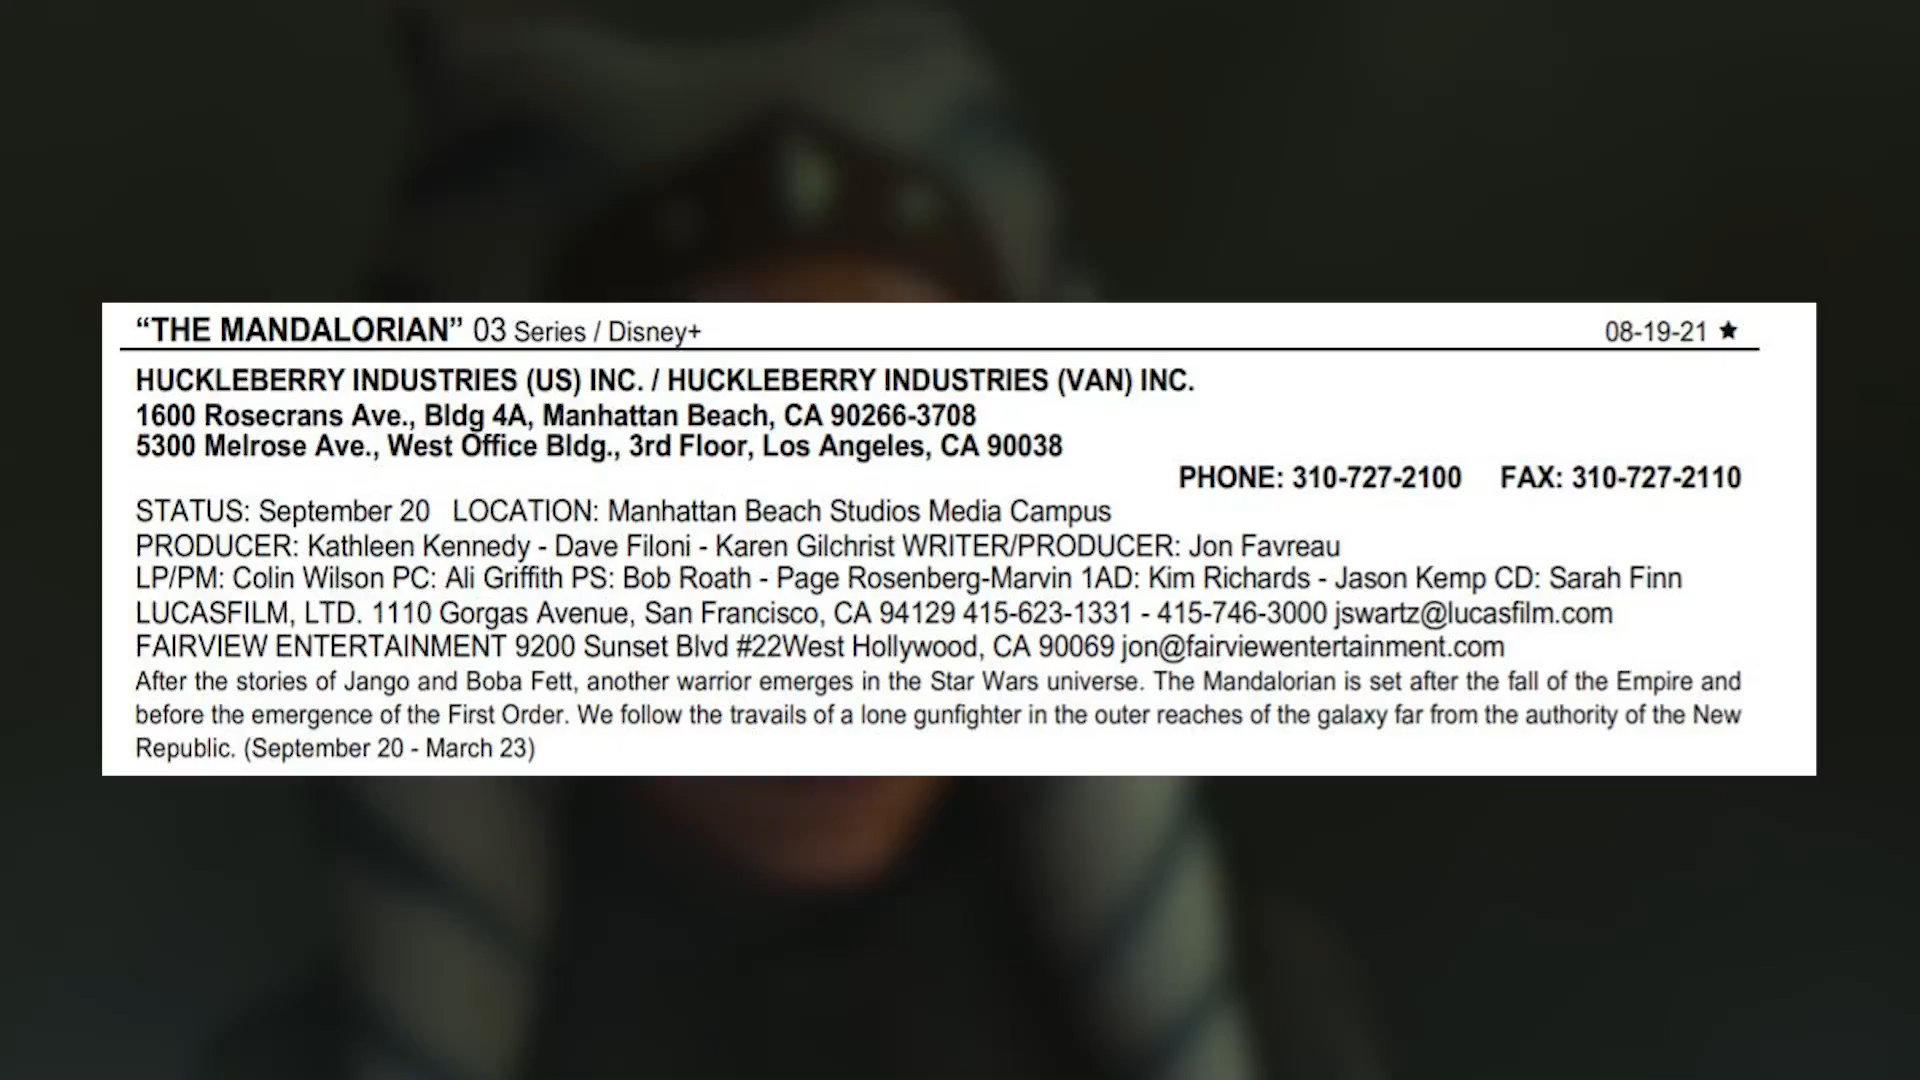 “THE MANDALORIAN” 03 Series / Disney+ 08-19-21 ★
HUCKLEBERRY INDUSTRIES (US) INC. / HUCKLEBERRY INDUSTRIES (VAN) INC.
1600 Rosecrans Ave., Bldg 4A, Manhattan Beach, CA 90266-3708
5300 Melrose Ave., West Office Bldg., 3rd Floor, Los Angeles, CA 90038
PHONE: 310-727-2100 FAX: 310-727-2110
STATUS: September 20 LOCATION: Manhattan Beach Studios Media Campus
PRODUCER: Kathleen Kennedy - Dave Filoni - Karen Gilchrist WRITER/PRODUCER: Jon Favreau
LP/PM: Colin Wilson PC: Ali Griffith PS: Bob Roath - Page Rosenberg-Marvin 1AD: Kim Richards - Jason Kemp CD: Sarah Finn
LUCASFILM, LTD. 1110 Gorgas Avenue, San Francisco, CA 94129 415-623-1331 - 415-746-3000 jswartz@lucasfilm.com
FAIRVIEW ENTERTAINMENT 9200 Sunset Blvd #22West Hollywood, CA 90069 jon@fairviewentertainment.com
After the stories of Jango and Boba Fett, another warrior emerges in the Star Wars universe. The Mandalorian is set after the fall of the Empire and
before the emergence of the First Order. We follow the travails of a lone gunfighter in the outer reaches of the galaxy far from the authority of the New
Republic. (September 20 - March 23)